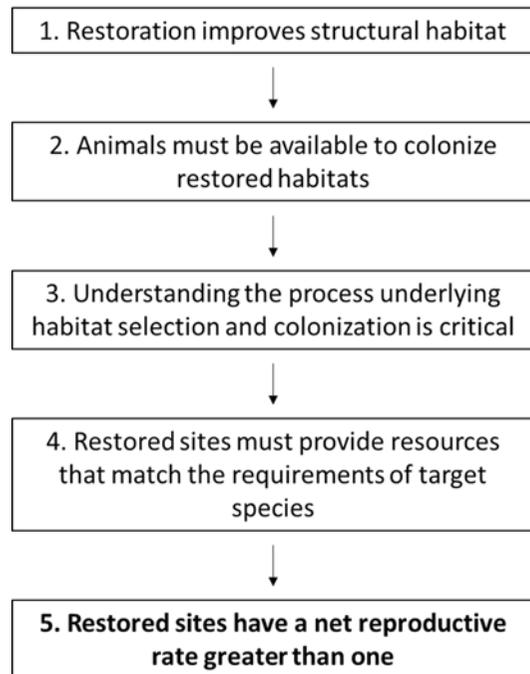 1. Restoration improves structural habitat
2. Animals must be available to colonize
restored habitats
3. Understanding the process underlying
habitat selection and colonization is critical
4. Restored sites must provide resources
that match the requirements of target
species
5. Restored sites have a net reproductive
rate greater than one